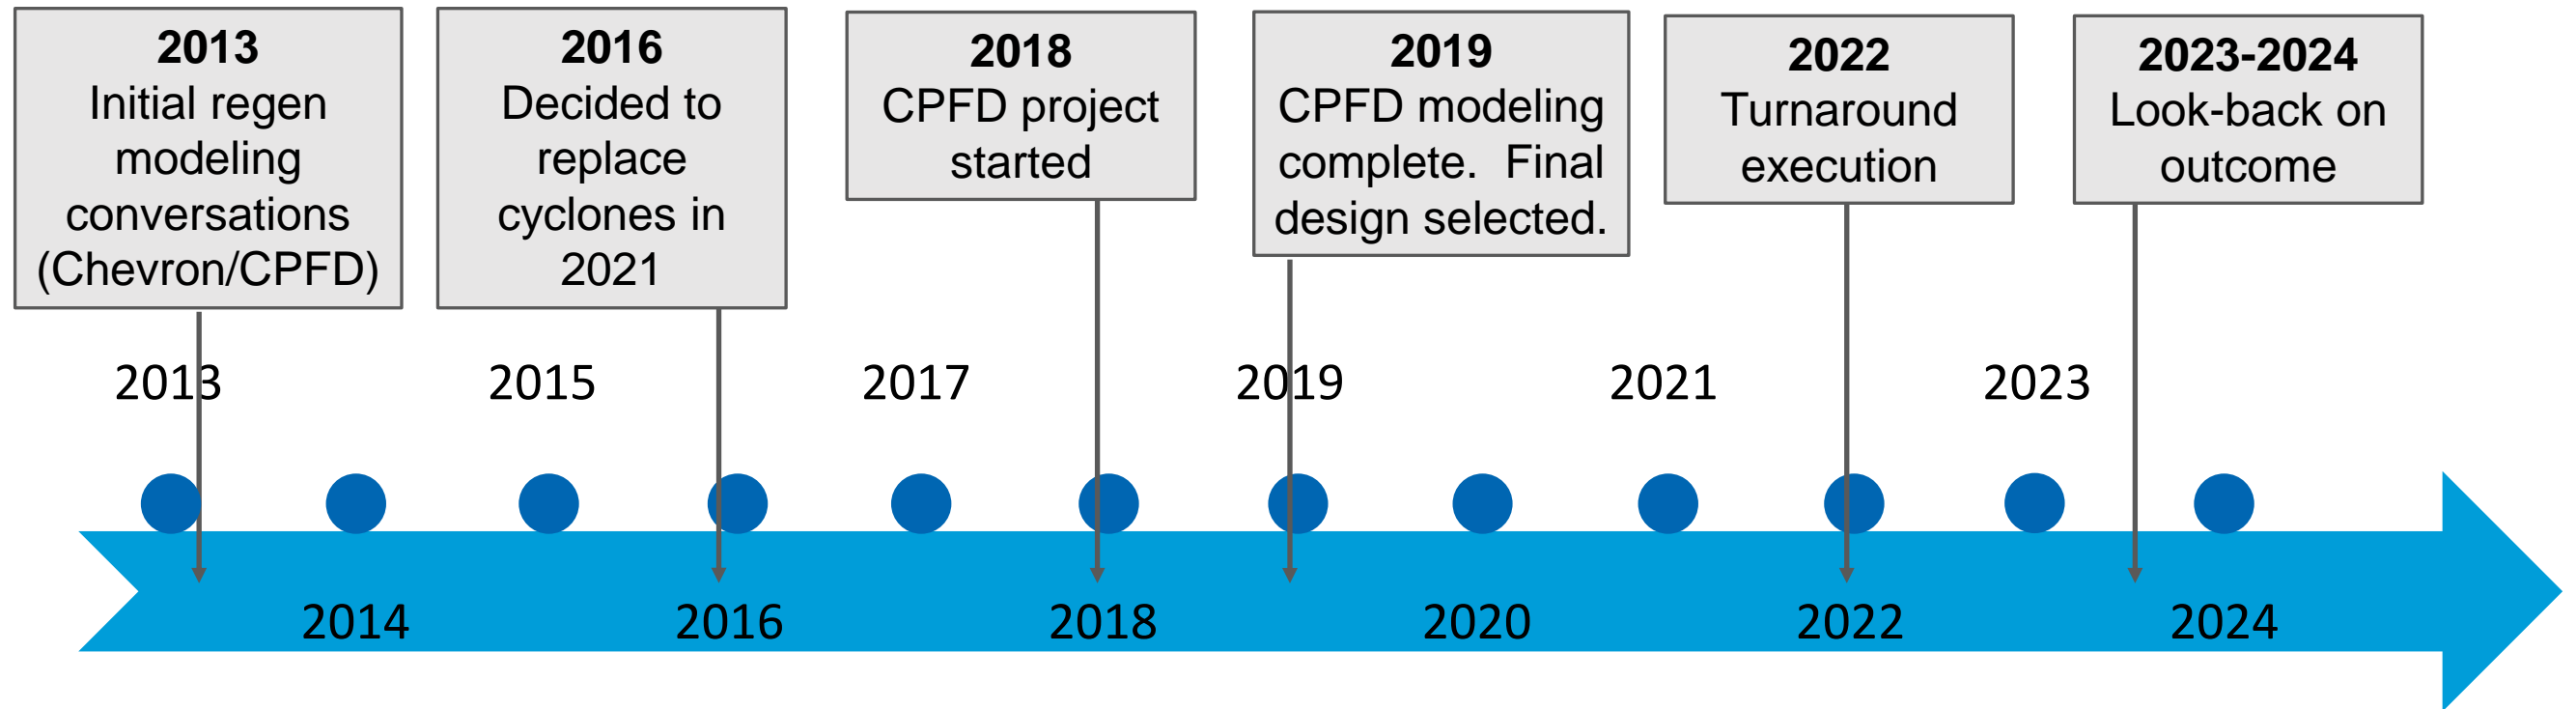 2013
Initial regen
modeling
conversations
(Chevron/CPFD)
2016
Decided to
replace
cyclones in
2021
2018
CPFD project
started
2019
CPFD modeling
complete.  Final
design selected.
2022
Turnaround
execution
2023-2024
Look-back on
outcome
2013
2015
2017
2019
2021
2023
2014
2016
2018
2020
2022
2024